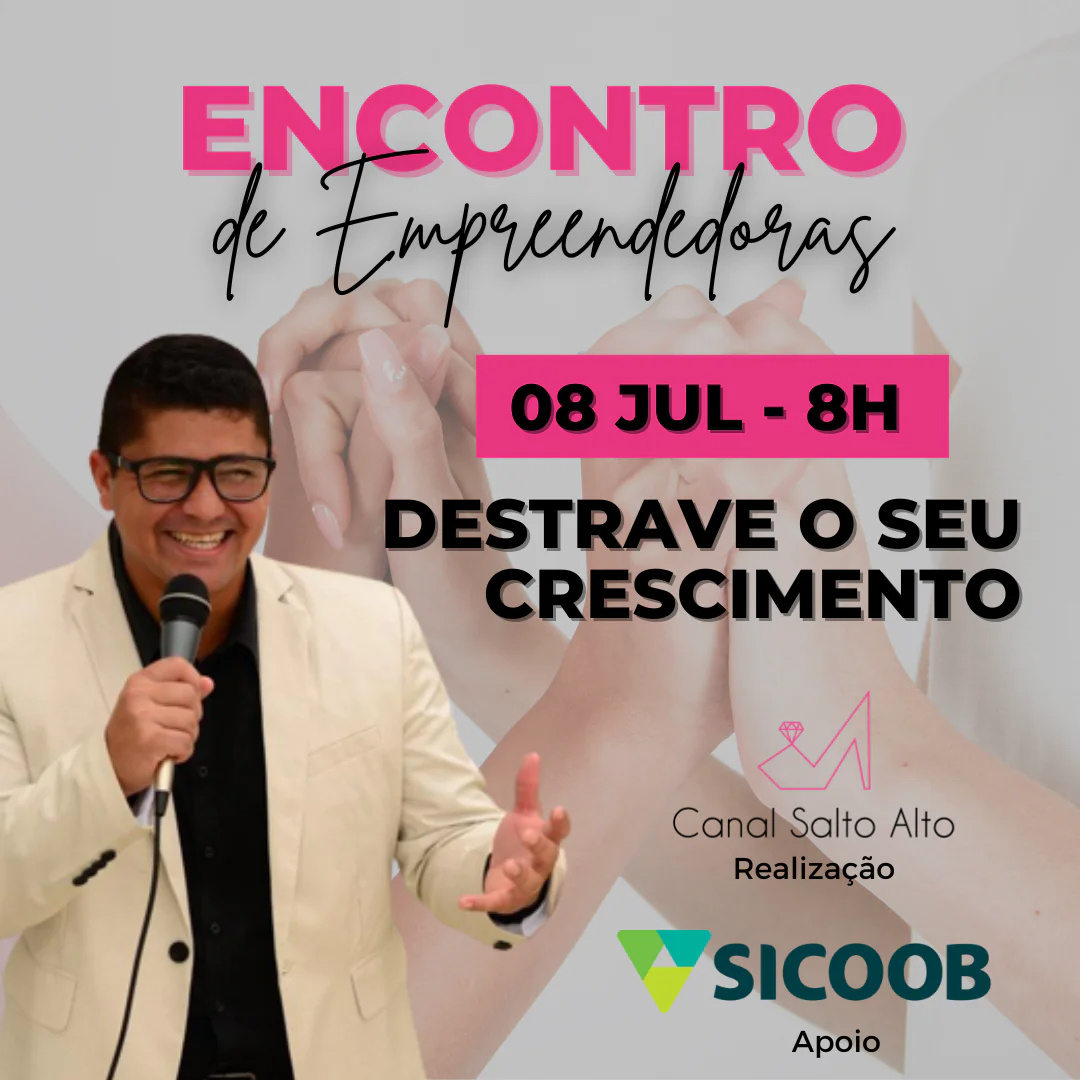 ENCONTRO
de Empreendedoras
08 JUL - 8H
DESTRAVE O SEU
CRESCIMENTO
Canal Salto Alto
Realização
SICOOB
Apoio